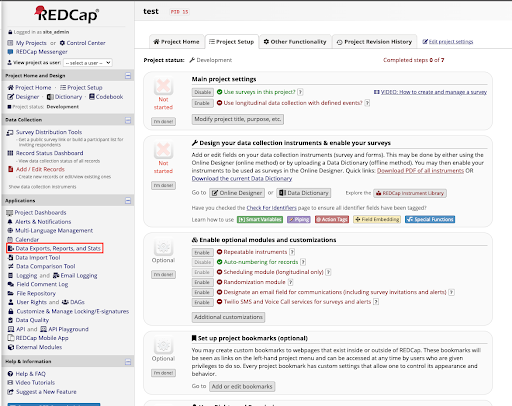 REDCap
Logged in as site_admin
My Projects or Control Center
REDCap Messenger
View project as user: -- select a user --
Project Home and Design
Project Home · Project Setup
Designer · Dictionary · Codebook
Project status: Development
Data Collection
Survey Distribution Tools
- Get a public survey link or build a participant list for
inviting respondents
Record Status Dashboard
- View data collection status of all records
Add / Edit Records
- Create new records or edit/view existing ones
Show data collection instruments
Applications
Project Dashboards
Alerts & Notifications
Multi-Language Management
Calendar
Data Exports, Reports, and Stats
Data Import Tool
Data Comparison Tool
Logging and Email Logging
Field Comment Log
File Repository
User Rights and DAGs
Customize & Manage Locking/E-signatures
Data Quality
API and API Playground
REDCap Mobile App
External Modules
Help & Information
Help & FAQ
Video Tutorials
Suggest a New Feature
test PID 15
Project Home
Project Setup
Other Functionality
Project Revision History
Edit project settings
Project status: Development
Completed steps 0 of 7
Not started
I'm done!
Main project settings
Disable Use surveys in this project? ?
VIDEO: How to create and manage a survey
Enable Use longitudinal data collection with defined events? ?
Modify project title, purpose, etc.
Not started
I'm done!
Design your data collection instruments & enable your surveys
Add or edit fields on your data collection instruments (survey and forms). This may be done by either using the
Online Designer (online method) or by uploading a Data Dictionary (offline method). You may then enable your
instruments to be used as surveys in the Online Designer. Quick links: Download PDF of all instruments OR
Download the current Data Dictionary
Go to Online Designer or Data Dictionary Explore the REDCap Instrument Library
Have you checked the Check For Identifiers page to ensure all identifier fields have been tagged?
Learn how to use [$] Smart Variables Piping @ Action Tags Field Embedding Special Functions
Optional
I'm done!
Enable optional modules and customizations
Enable Repeatable instruments ?
Disable Auto-numbering for records ?
Enable Scheduling module (longitudinal only) ?
Enable Randomization module ?
Enable Designate an email field for communications (including survey invitations and alerts) ?
Enable Twilio SMS and Voice Call services for surveys and alerts ?
Additional customizations
Optional
I'm done!
Set up project bookmarks (optional)
You may create custom bookmarks to webpages that exist inside or outside of REDCap. These bookmarks will
be seen as links on the left-hand project menu and can be accessed at any time by users who are given
privileges to do so. Every project bookmark has custom settings that allow one to control its appearance and
behavior.
Go to Add or edit bookmarks